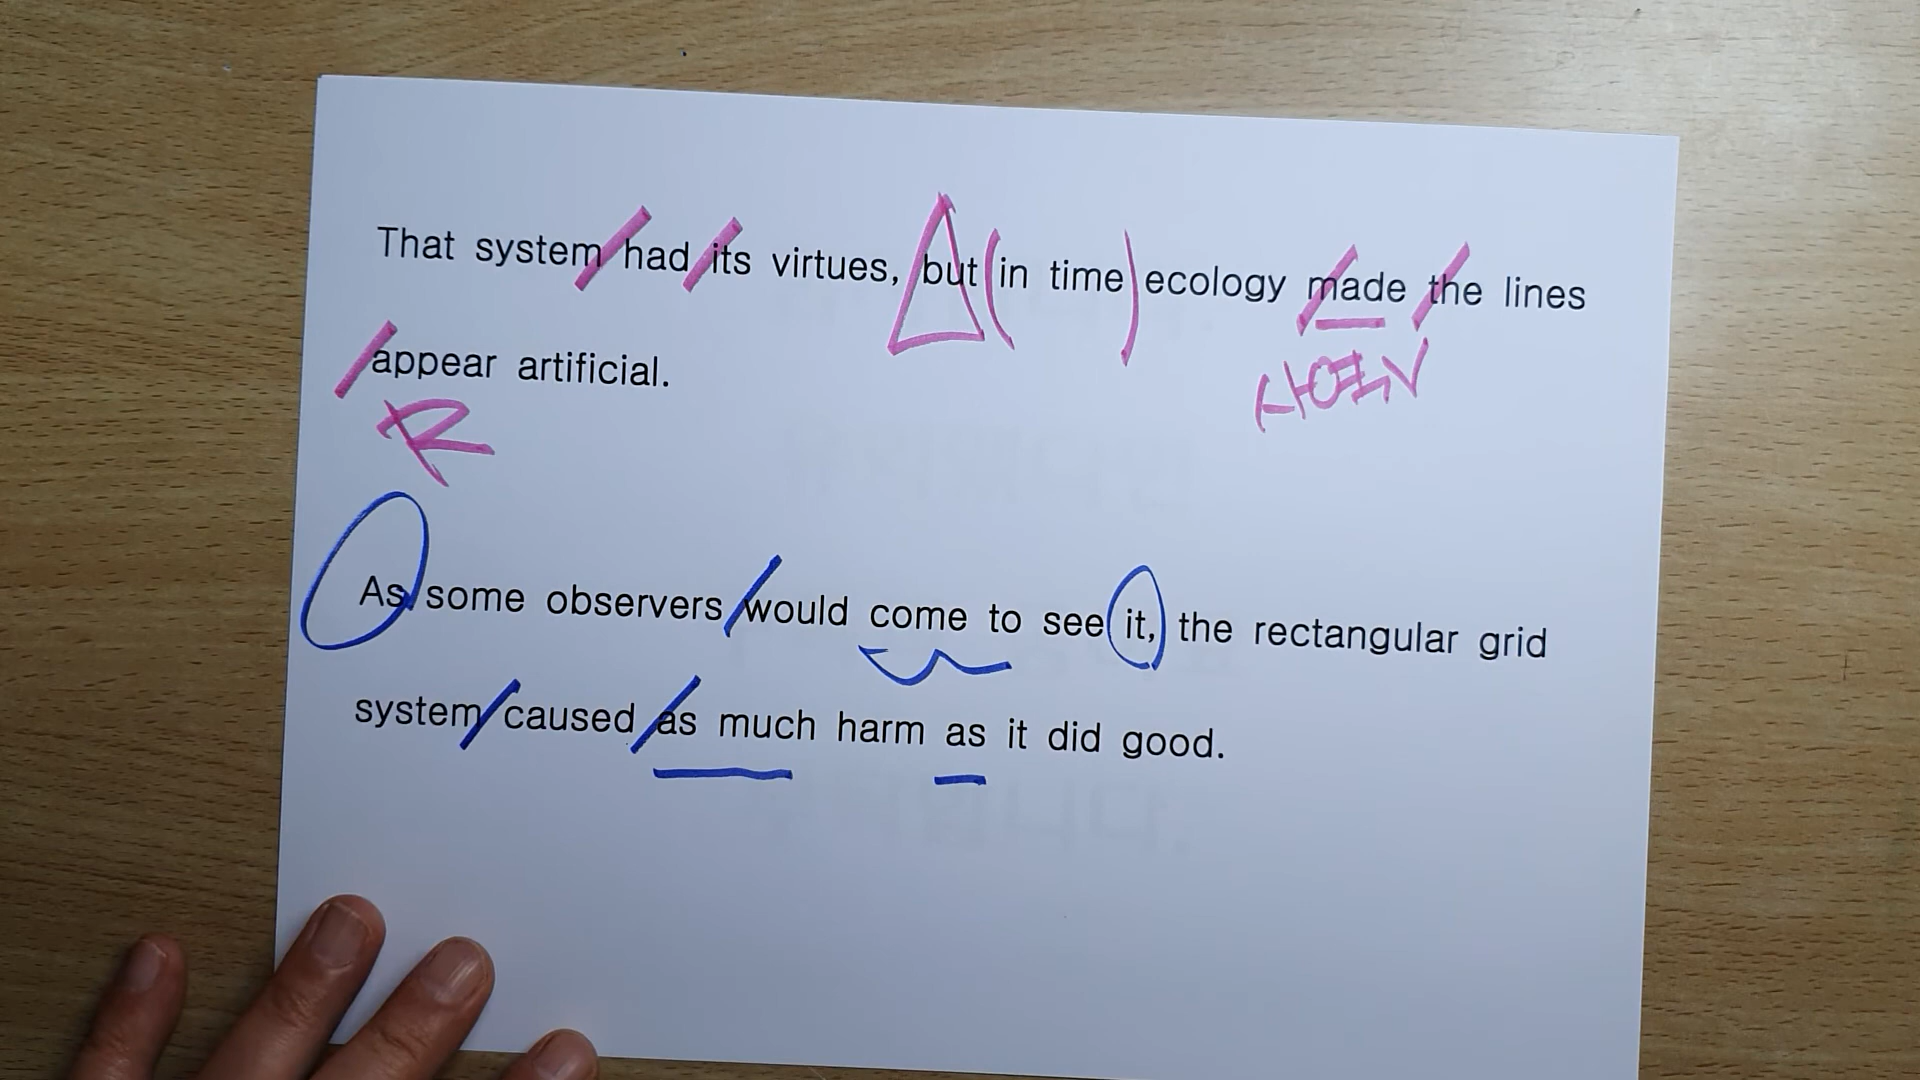 That system had its virtues, but in time ecology made the lines
사역V
appear artificial.
R
As some observers would come to see it, the rectangular grid
system caused as much harm as it did good.